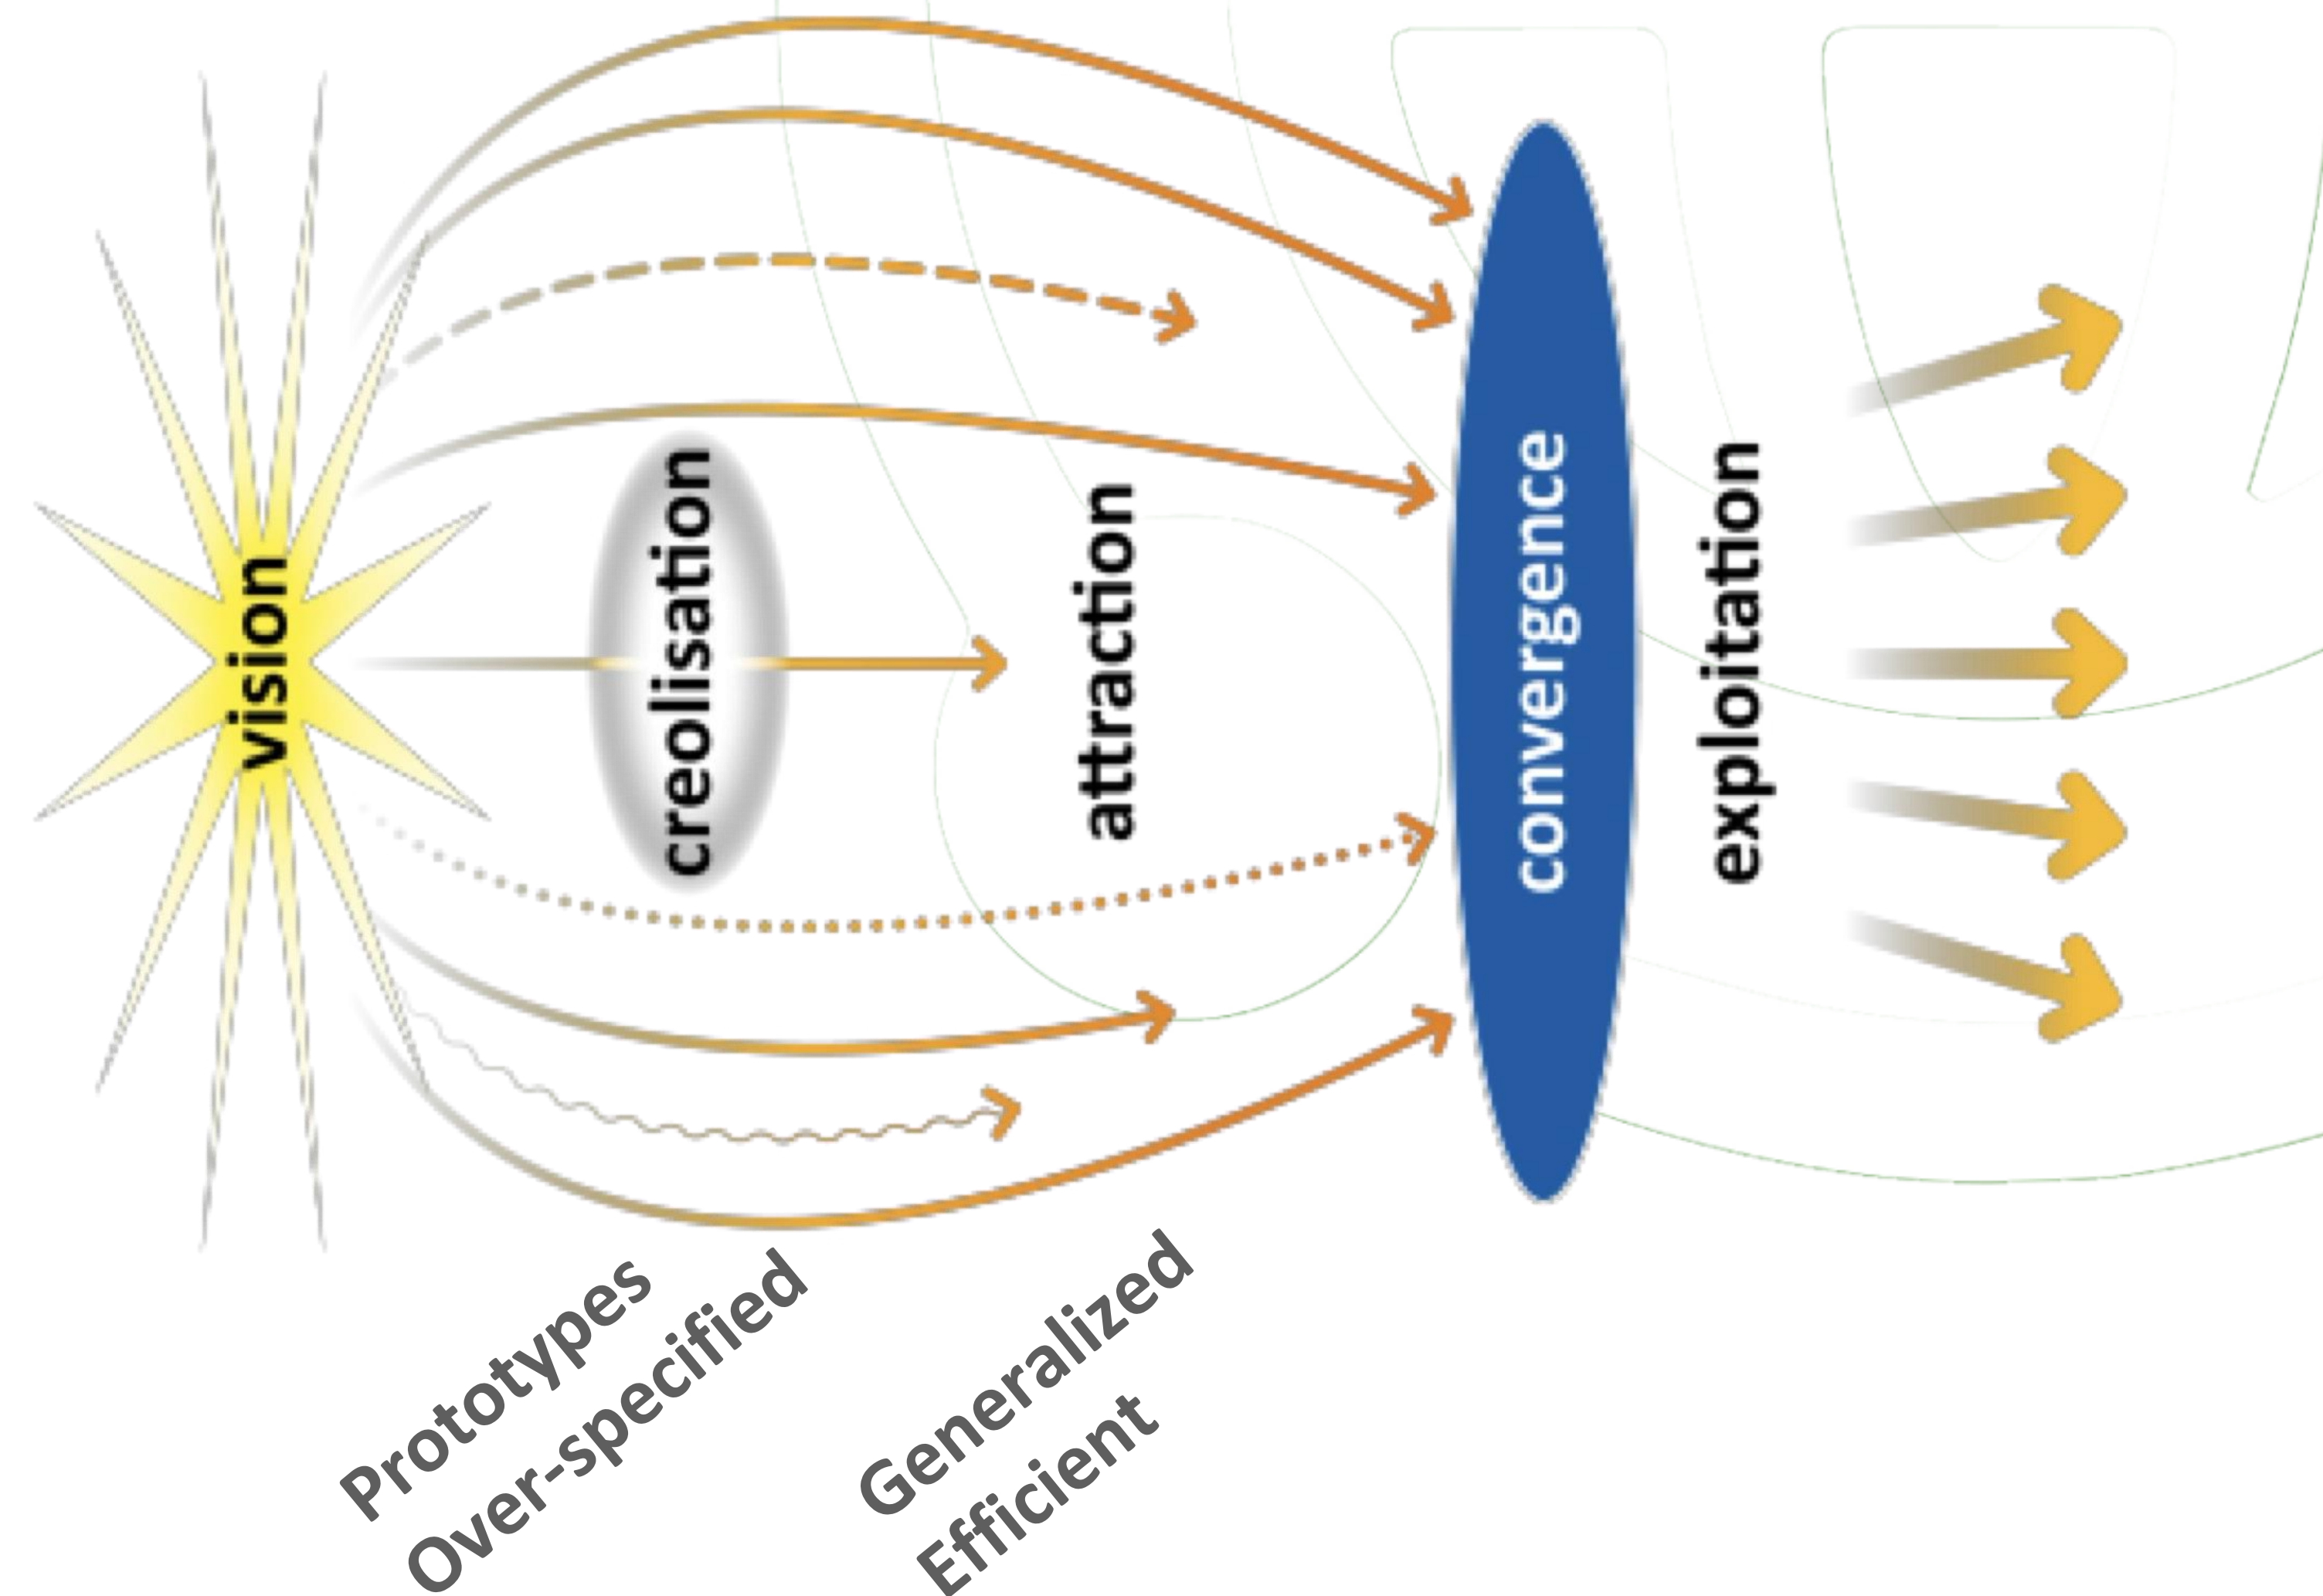 vision
creolisation
attraction
convergence
exploitation
Prototypes
Over-specified
Generalized
Efficient